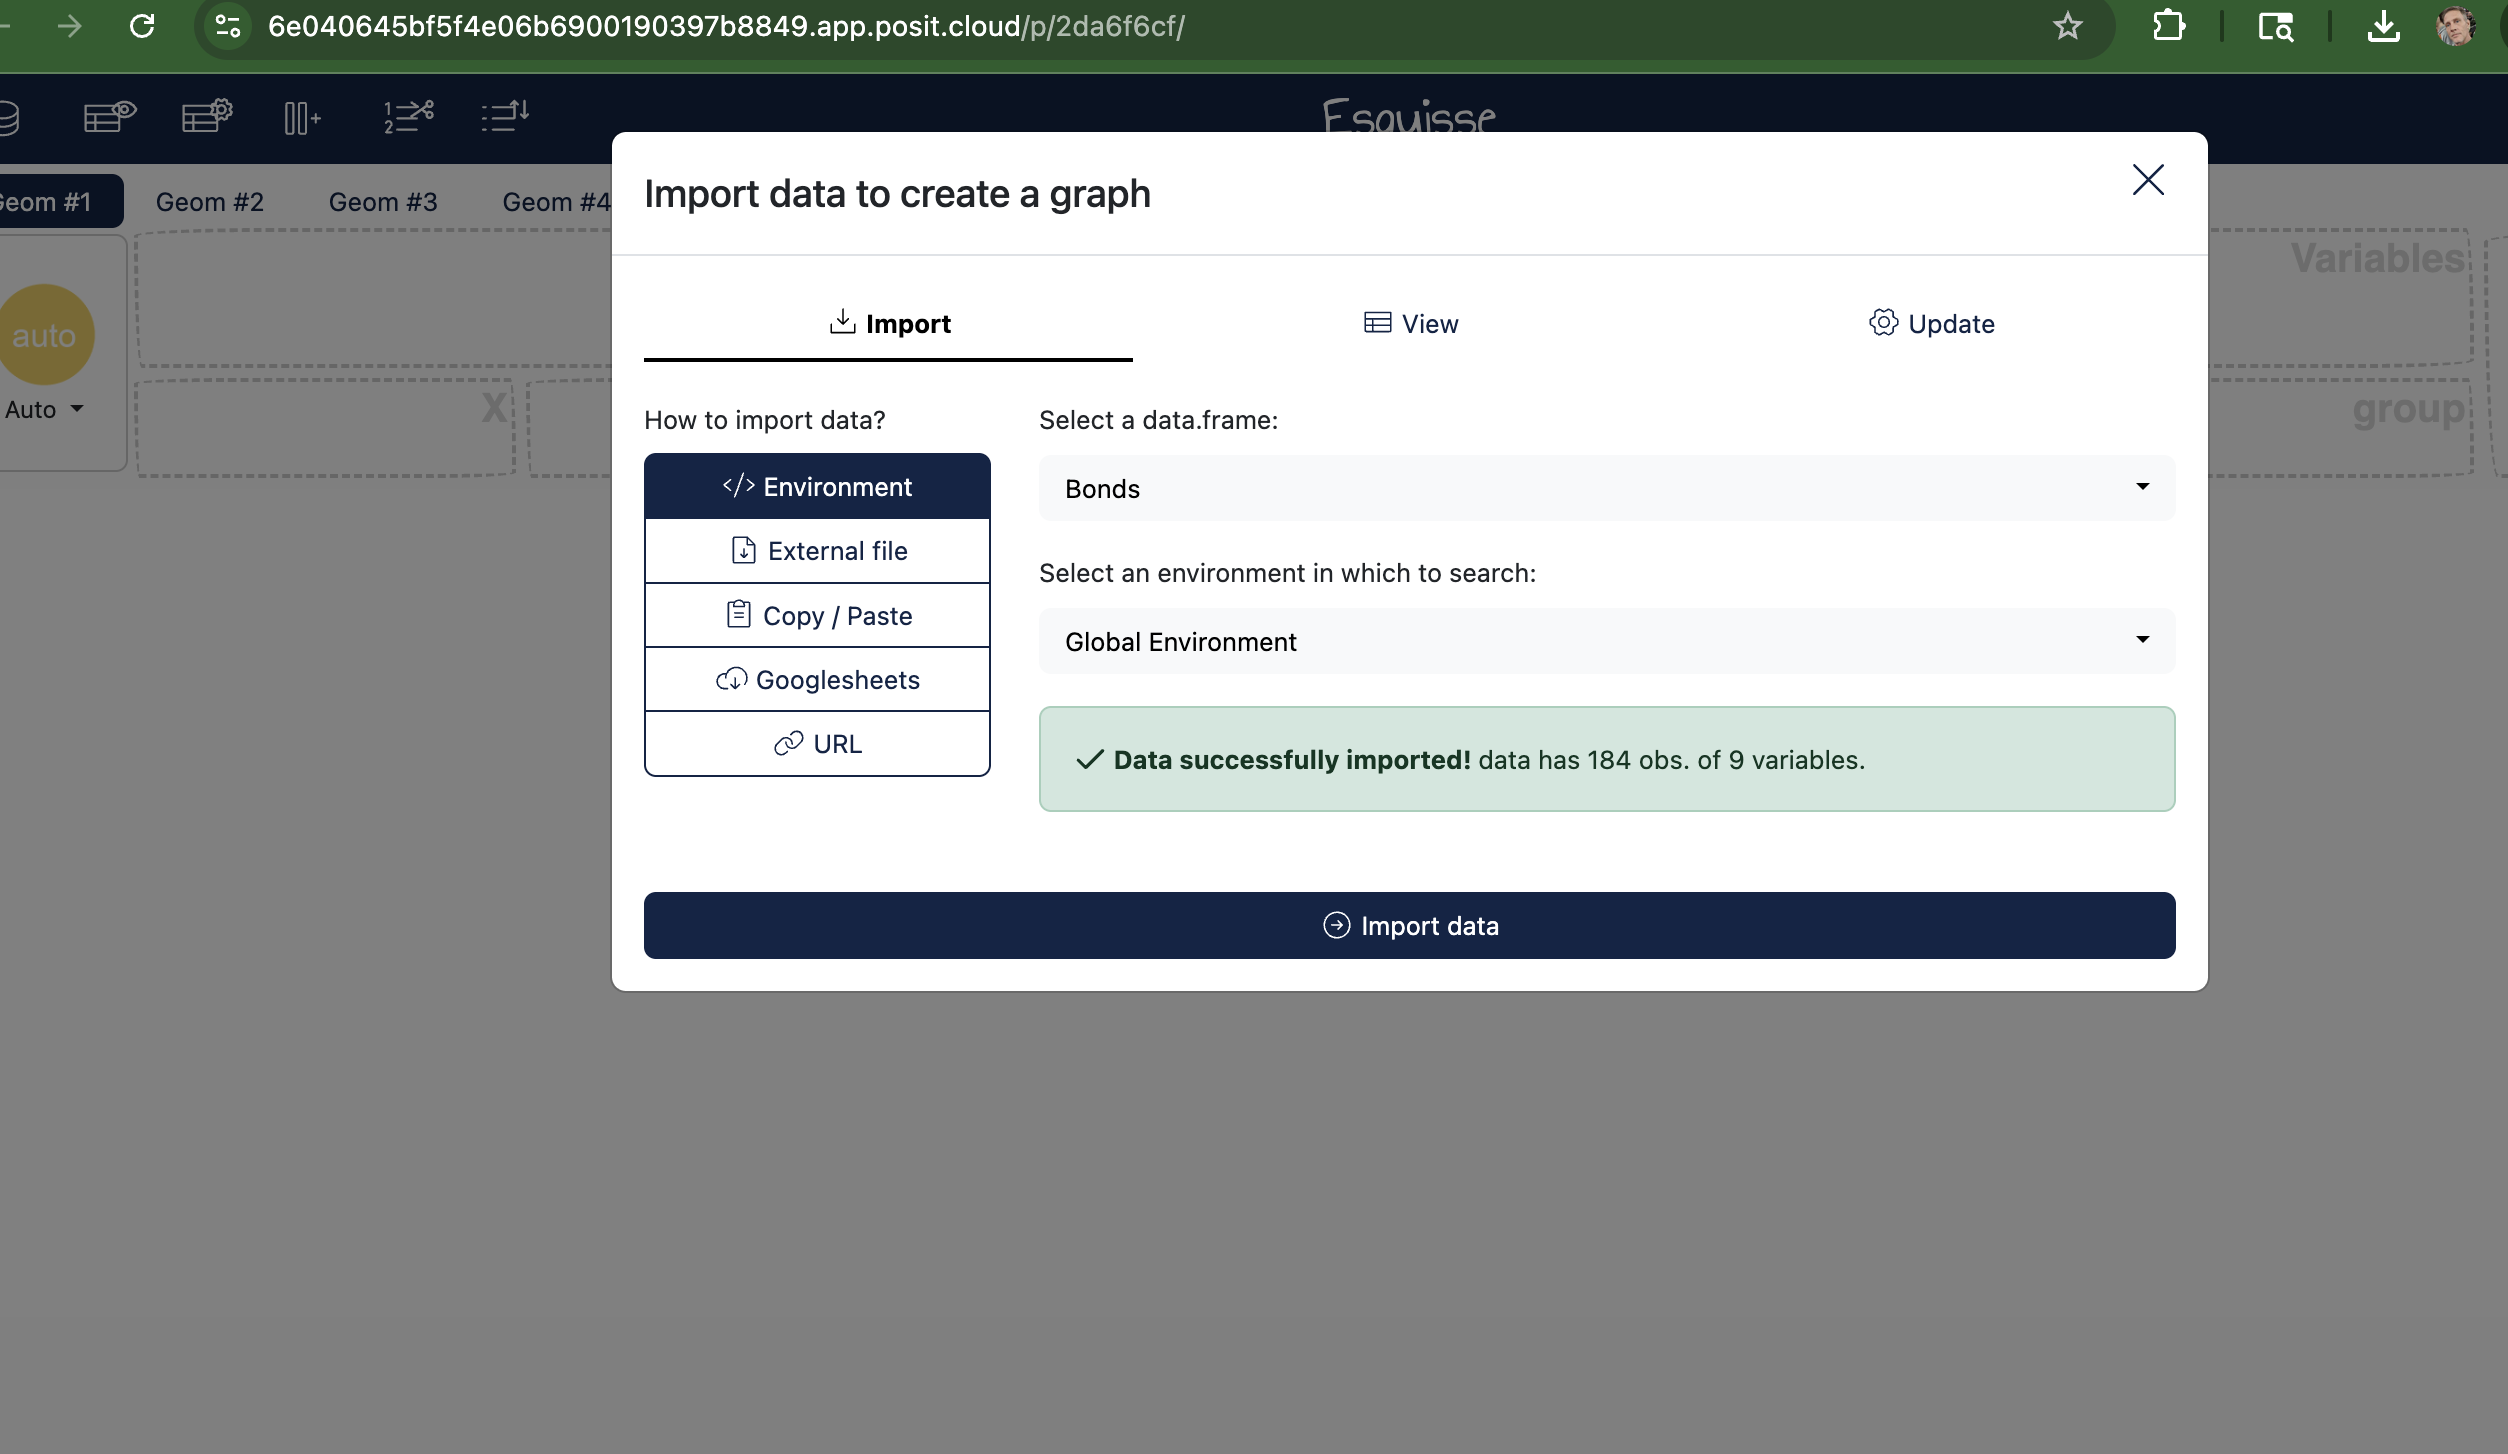 6e040645bf5f4e06b6900190397b8849.app.posit.cloud/p/2da6f6cf/
1
2
Esquisse
Geom #1
Geom #2
Geom #3
Geom #4
Import data to create a graph
Variables
auto
Auto
X
group
Import
View
Update
How to import data?
</> Environment
External file
Copy / Paste
Googlesheets
URL
Select a data.frame:
Bonds
Select an environment in which to search:
Global Environment
Data successfully imported! data has 184 obs. of 9 variables.
Import data